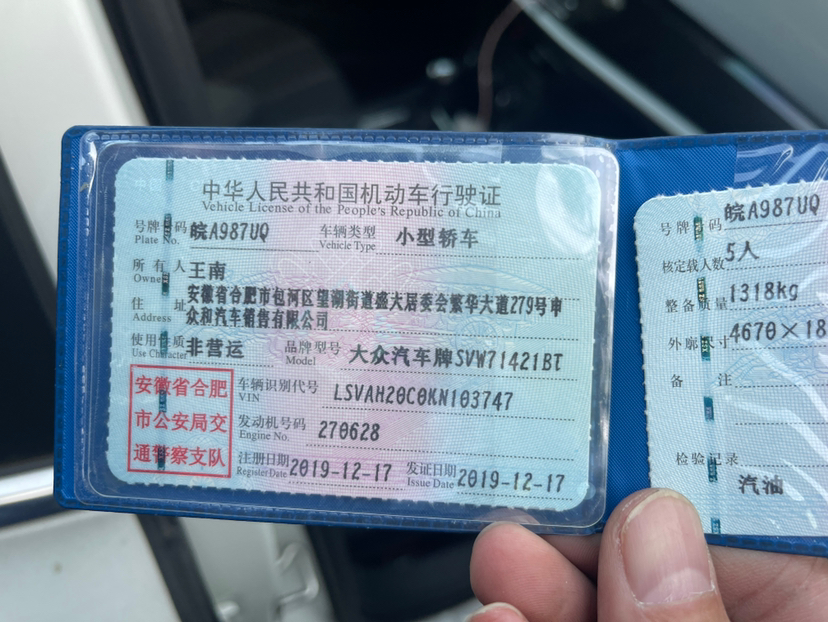 中华人民共和国机动车行驶证
Vehicle License of the People's Republic of China
号牌号码 皖A987UQ 车辆类型 小型轿车
Plate No. Vehicle Type
所有人 王南
Owner
住址 安徽省合肥市包河区望湖街道盛大居委会繁华大道279号申
Address 众和汽车销售有限公司
使用性质 非营运 品牌型号 大众汽车牌SVW71421BT
Use Character Model
安徽省合肥
市公安局交
通警察支队
车辆识别代号 LSVAH20C0KN103747
VIN
发动机号码 270628
Engine No.
注册日期 2019-12-17 发证日期 2019-12-17
Register Date Issue Date
号牌号码 皖A987UQ
核定载人数 5人
整备质量 1318kg
外廓尺寸 4670×18
备注
检验记录
汽油